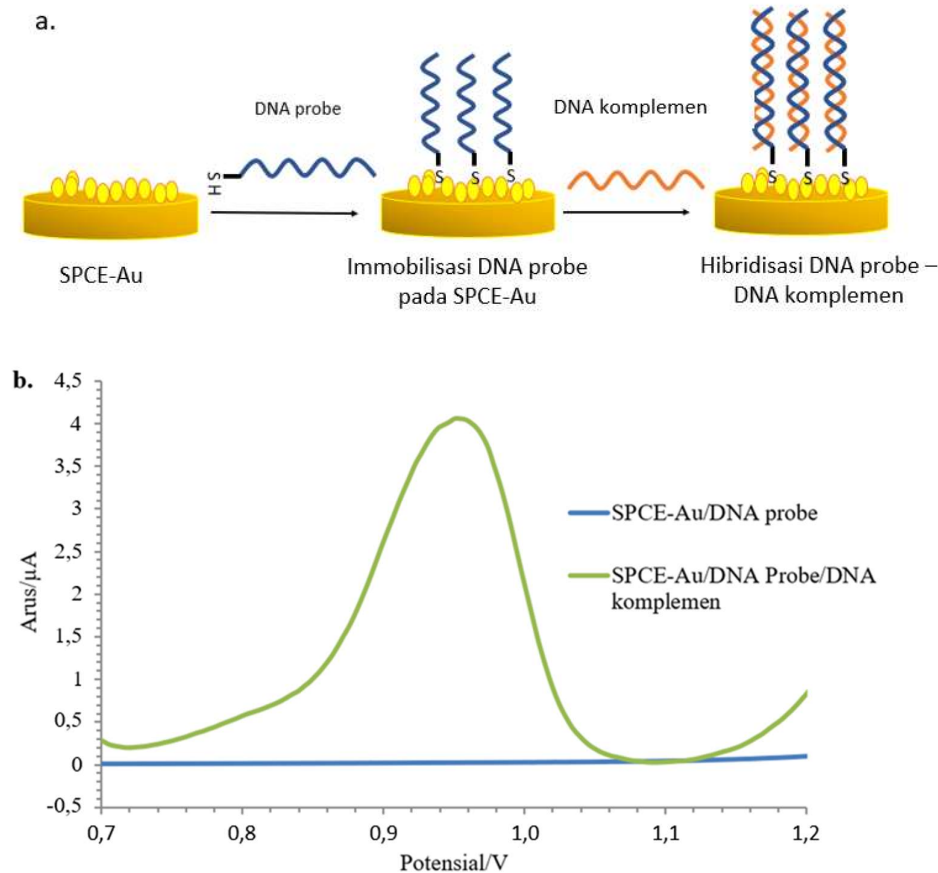 a.
DNA probe
DNA komplemen
S
H
S
S
S
S
S
S
SPCE-Au
Immobilisasi DNA probe
pada SPCE-Au
Hibridisasi DNA probe –
DNA komplemen
b.
4,5
4
3,5
3
2,5
2
1,5
1
0,5
0
-0,5
Arus/µA
SPCE-Au/DNA probe
SPCE-Au/DNA Probe/DNA
komplemen
0,7
0,8
0,9
1,0
1,1
1,2
Potensial/V